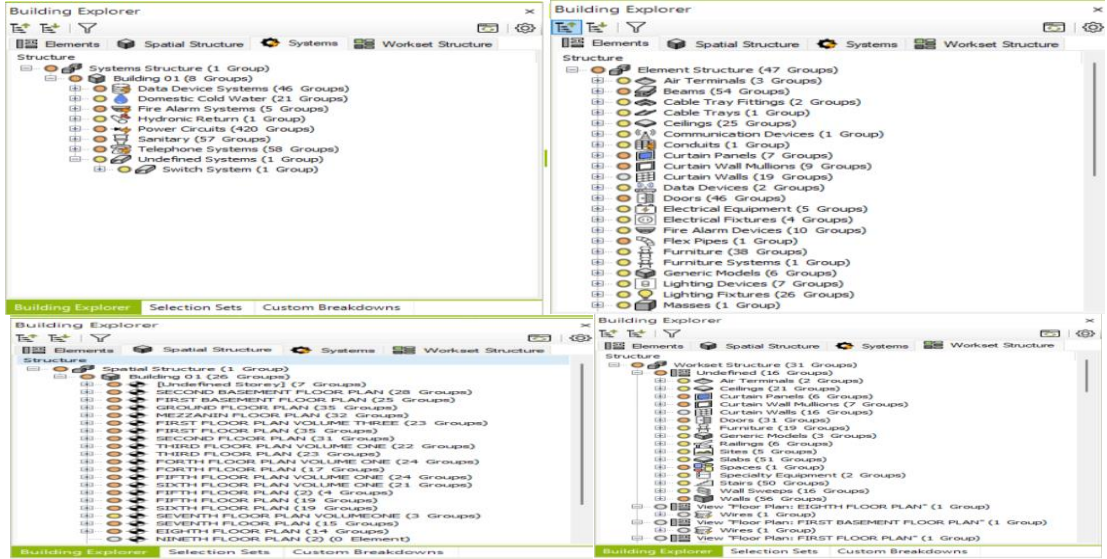 Building Explorer
Elements Spatial Structure Systems Workset Structure
Structure
Systems Structure (1 Group)
Building 01 (8 Groups)
Data Device Systems (46 Groups)
Domestic Cold Water (21 Groups)
Fire Alarm Systems (5 Groups)
Hydronic Return (1 Group)
Power Circuits (420 Groups)
Sanitary (57 Groups)
Telephone Systems (58 Groups)
Undefined Systems (1 Group)
Switch System (1 Group)
Building Explorer Selection Sets Custom Breakdowns
Building Explorer
Elements Spatial Structure Systems Workset Structure
Structure
Element Structure (47 Groups)
Air Terminals (3 Groups)
Beams (54 Groups)
Cable Tray Fittings (2 Groups)
Cable Trays (1 Group)
Ceilings (25 Groups)
Communication Devices (1 Group)
Conduits (1 Group)
Curtain Panels (7 Groups)
Curtain Wall Mullions (9 Groups)
Curtain Walls (19 Groups)
Data Devices (2 Groups)
Doors (46 Groups)
Electrical Equipment (5 Groups)
Electrical Fixtures (4 Groups)
Fire Alarm Devices (10 Groups)
Flex Pipes (1 Group)
Furniture (38 Groups)
Furniture Systems (1 Group)
Generic Models (6 Groups)
Lighting Devices (7 Groups)
Lighting Fixtures (26 Groups)
Masses (1 Group)
Building Explorer
Elements Spatial Structure Systems Workset Structure
Structure
Spatial Structure (1 Group)
Building 01 (26 Groups)
[Undefined Storey] (7 Groups)
SECOND BASEMENT FLOOR PLAN (28 Groups)
FIRST BASEMENT FLOOR PLAN (25 Groups)
GROUND FLOOR PLAN (35 Groups)
MEZZANIN FLOOR PLAN (32 Groups)
FIRST FLOOR PLAN VOLUME THREE (23 Groups)
FIRST FLOOR PLAN (35 Groups)
SECOND FLOOR PLAN (31 Groups)
THIRD FLOOR PLAN VOLUME ONE (22 Groups)
THIRD FLOOR PLAN (23 Groups)
FORTH FLOOR PLAN VOLUME ONE (24 Groups)
FORTH FLOOR PLAN (17 Groups)
FIFTH FLOOR PLAN VOLUME ONE (24 Groups)
SIXTH FLOOR PLAN VOLUME ONE (21 Groups)
FIFTH FLOOR PLAN (2) (4 Groups)
FIFTH FLOOR PLAN (19 Groups)
SIXTH FLOOR PLAN (19 Groups)
SEVENTH FLOOR PLAN VOLUMEONE (3 Groups)
SEVENTH FLOOR PLAN (15 Groups)
EIGHTH FLOOR PLAN (14 Groups)
NINETH FLOOR PLAN (2) (0 Element)
Building Explorer Selection Sets Custom Breakdowns
Building Explorer
Elements Spatial Structure Systems Workset Structure
Structure
Workset Structure (31 Groups)
Undefined (16 Groups)
Air Terminals (2 Groups)
Ceilings (21 Groups)
Curtain Panels (6 Groups)
Curtain Wall Mullions (7 Groups)
Curtain Walls (16 Groups)
Doors (31 Groups)
Furniture (19 Groups)
Generic Models (3 Groups)
Railings (6 Groups)
Sites (5 Groups)
Slabs (51 Groups)
Spaces (1 Group)
Specialty Equipment (2 Groups)
Stairs (50 Groups)
Wall Sweeps (16 Groups)
Walls (56 Groups)
View "Floor Plan: EIGHTH FLOOR PLAN" (1 Group)
Wires (1 Group)
View "Floor Plan: FIRST BASEMENT FLOOR PLAN" (1 Group)
Wires (1 Group)
View "Floor Plan: FIRST FLOOR PLAN" (1 Group)
Building Explorer Selection Sets Custom Breakdowns